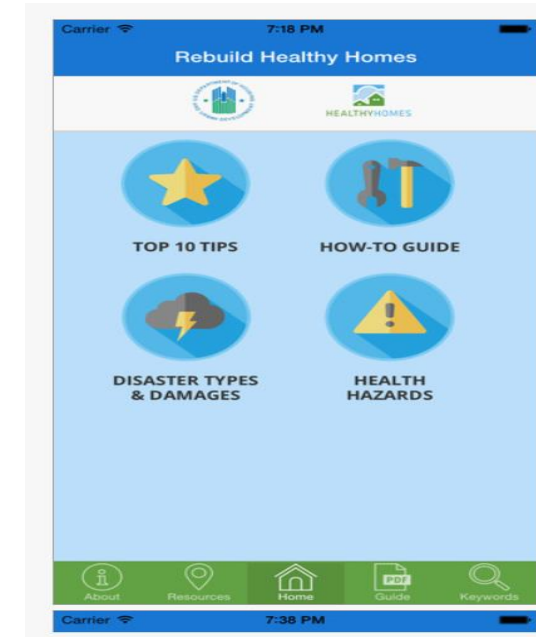 Carrier 7:18 PM
Rebuild Healthy Homes
HEALTHYHOMES
TOP 10 TIPS HOW-TO GUIDE
DISASTER TYPES
& DAMAGES
HEALTH
HAZARDS
PDF
About Resources Home Guide Keywords
Carrier 7:38 PM